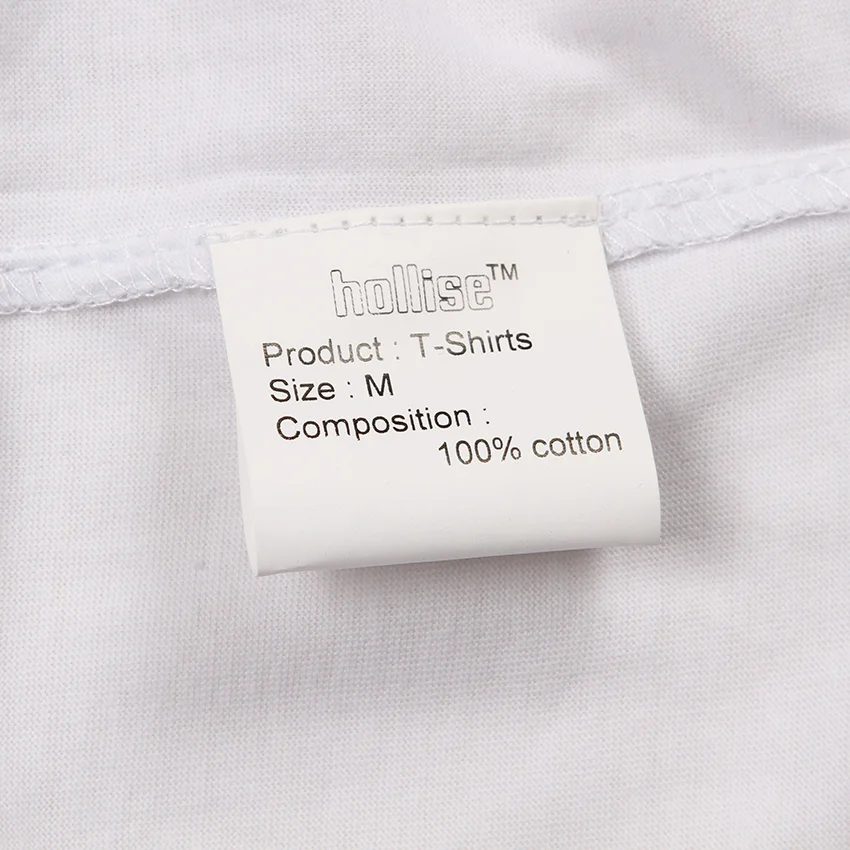 hollise™
Product : T-Shirts
Size : M
Composition :
100% cotton